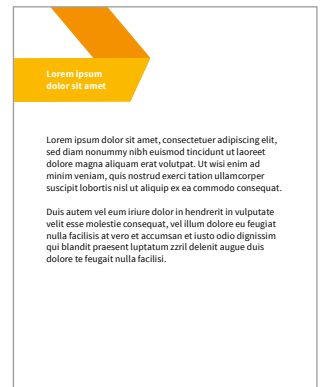 Lorem ipsum
dolor sit amet
Lorem ipsum dolor sit amet, consectetuer adipiscing elit,
sed diam nonummy nibh euismod tincidunt ut laoreet
dolore magna aliquam erat volutpat. Ut wisi enim ad
minim veniam, quis nostrud exerci tation ullamcorper
suscipit lobortis nisl ut aliquip ex ea commodo consequat.
Duis autem vel eum iriure dolor in hendrerit in vulputate
velit esse molestie consequat, vel illum dolore eu feugiat
nulla facilisis at vero et accumsan et iusto odio dignissim
qui blandit praesent luptatum zzril delenit augue duis
dolore te feugait nulla facilisi.